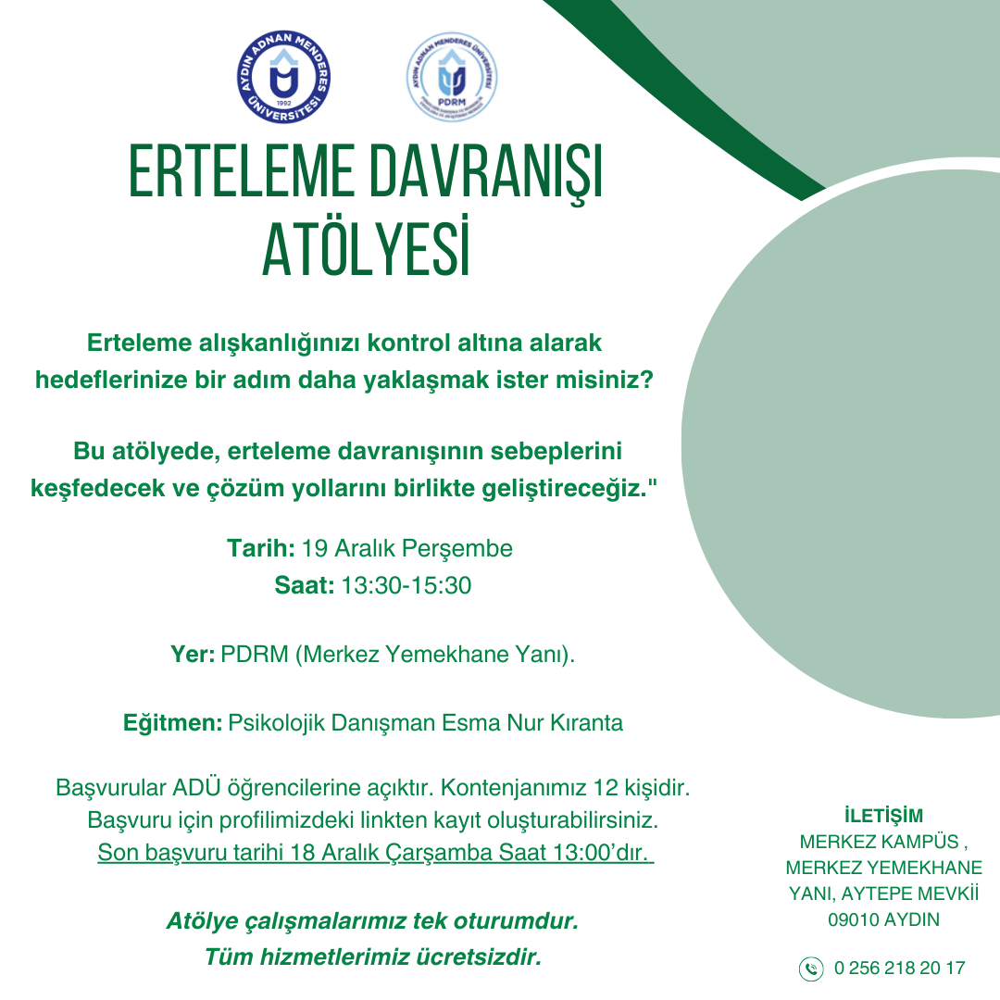 AYDIN ADNAN MENDERES
ÜNİVERSİTESİ
1992
AYDIN ADNAN MENDERES ÜNİVERSİTESİ
PDRM
ERTELEME DAVRANIŞI
ATÖLYESİ
Erteleme alışkanlığınızı kontrol altına alarak
hedeflerinize bir adım daha yaklaşmak ister misiniz?
Bu atölyede, erteleme davranışının sebeplerini
keşfedecek ve çözüm yollarını birlikte geliştireceğiz."
Tarih: 19 Aralık Perşembe
Saat: 13:30-15:30
Yer: PDRM (Merkez Yemekhane Yanı).
Eğitmen: Psikolojik Danışman Esma Nur Kıranta
Başvurular ADÜ öğrencilerine açıktır. Kontenjanımız 12 kişidir.
Başvuru için profilimizdeki linkten kayıt oluşturabilirsiniz.
Son başvuru tarihi 18 Aralık Çarşamba Saat 13:00’dır.
Atölye çalışmalarımız tek oturumdur.
Tüm hizmetlerimiz ücretsizdir.
İLETİŞİM
MERKEZ KAMPÜS ,
MERKEZ YEMEKHANE
YANI, AYTEPE MEVKİİ
09010 AYDIN
0 256 218 20 17